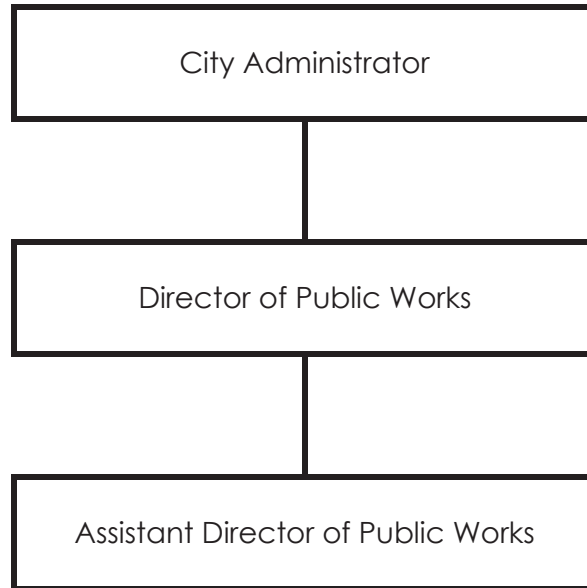 City Administrator
Director of Public Works
Assistant Director of Public Works